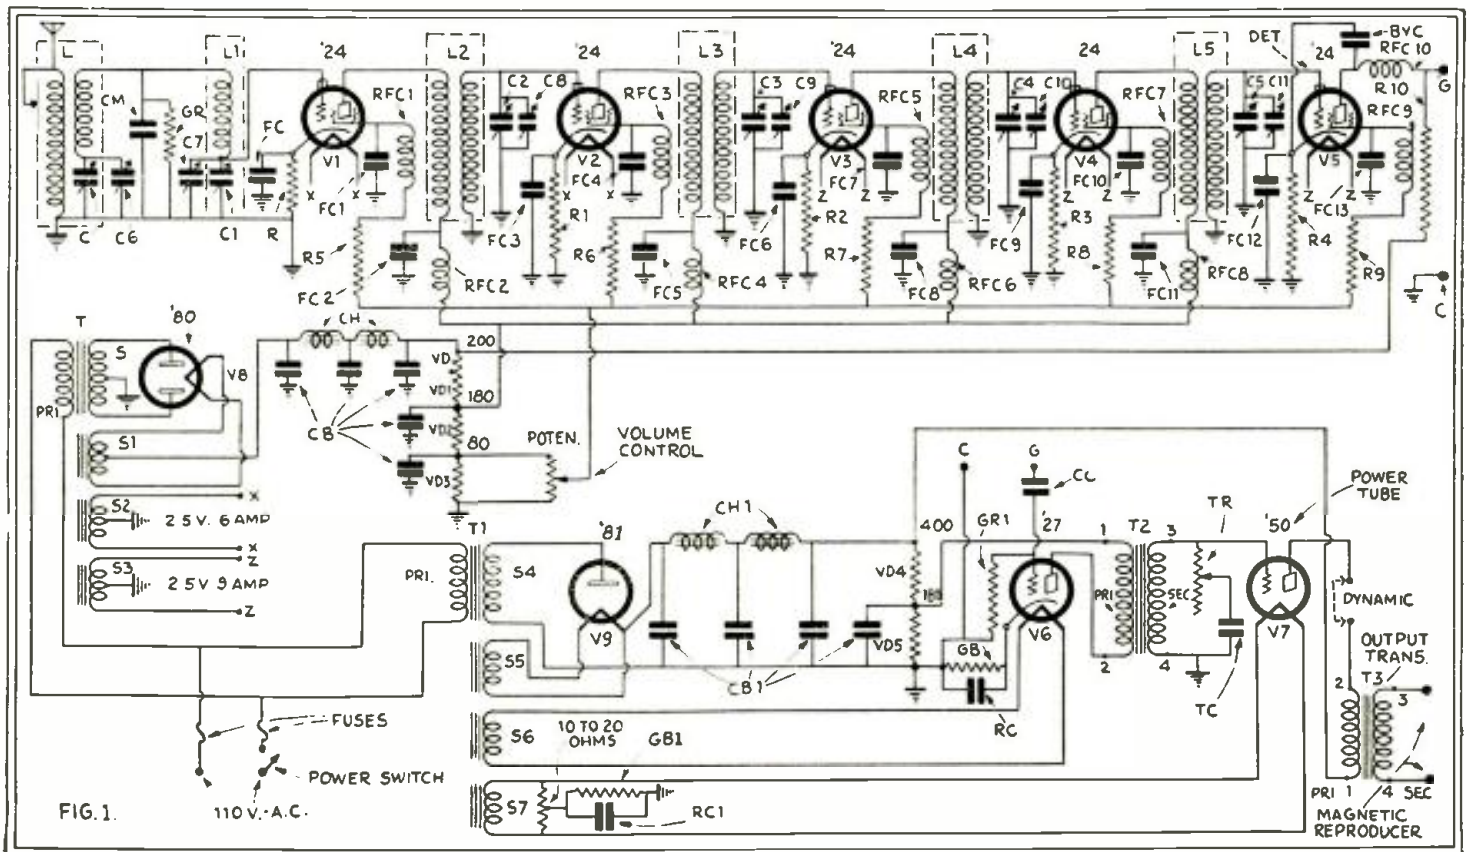 L
L1
'24
L2
'24
L3
'24
L4
24
L5
DET.
'24
BYC
RFC 10
CM
GR
C7
FC
RFC1
C2
C8
RFC3
C3
C9
RFC5
C4
C10
RFC7
C5
C11
R10
RFC9
G
V1
V2
V3
V4
V5
X
X
X
X
Z
Z
Z
Z
Z
Z
FC1
FC4
FC7
FC10
FC13
C
C6
C1
R
R5
FC2
RFC2
FC3
R1
R6
FC5
RFC4
FC6
R2
R7
FC8
RFC6
FC9
R3
R8
FC11
RFC8
FC12
R4
R9
C
T
'80
CH
200
S
V8
PRI
VD
VD1
180
CB
VD2
80
VD3
POTEN.
VOLUME
CONTROL
S1
S2
2 5 V. 6 AMP
X
X
S3
2 5 V 9 AMP
Z
Z
T1
'81
CH 1
400
C
G
CC
GR1
'27
1
T2
3
TR
'50
POWER
TUBE
PRI.
S4
V9
VD4
180
VD5
V6
PRI
SEC
V7
DYNAMIC
S5
CB1
GB
RC
2
4
TC
OUTPUT
TRANS.
T3
2
3
FUSES
S6
10 TO 20
OHMS
GB1
POWER SWITCH
110 V.-A.C.
S7
RC1
PRI 1
4
SEC
MAGNETIC
REPRODUCER
FIG. 1.